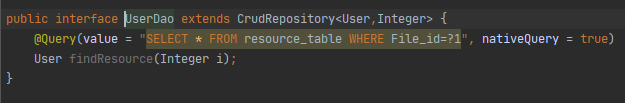 public interface UserDao extends CrudRepository<User,Integer> {
@Query(value = "SELECT * FROM resource_table WHERE File_id=?1", nativeQuery = true)
User findResource(Integer i);
}